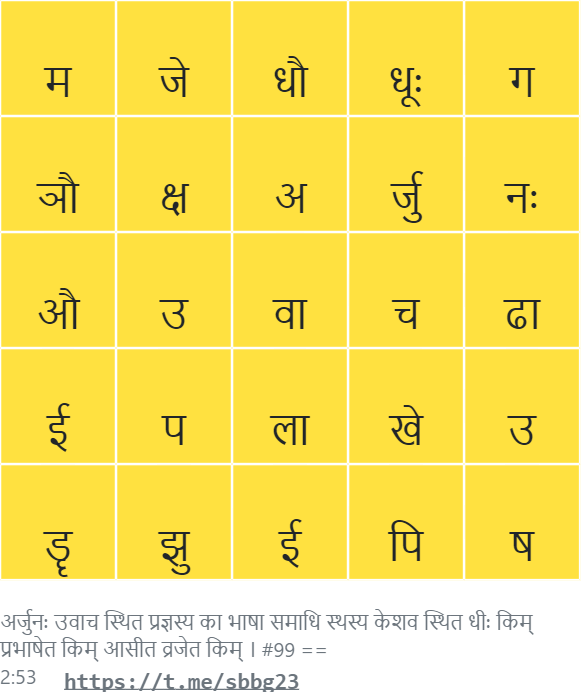 म जे धौ धूः ग
ञौ क्ष अ र्जु नः
औ उ वा च ढा
ई प ला खे उ
ड़ृ झु ई पि ष
अर्जुनः उवाच स्थित प्रज्ञस्य का भाषा समाधि स्थस्य केशव स्थित धीः किम्
प्रभाषेत किम् आसीत व्रजेत किम् । #99 ==
2:53 https://t.me/sbbg23